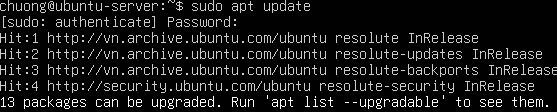 chuong@ubuntu-server:~$ sudo apt update
[sudo: authenticate] Password:
Hit:1 http://vn.archive.ubuntu.com/ubuntu resolute InRelease
Hit:2 http://vn.archive.ubuntu.com/ubuntu resolute-updates InRelease
Hit:3 http://vn.archive.ubuntu.com/ubuntu resolute-backports InRelease
Hit:4 http://security.ubuntu.com/ubuntu resolute-security InRelease
13 packages can be upgraded. Run 'apt list --upgradable' to see them